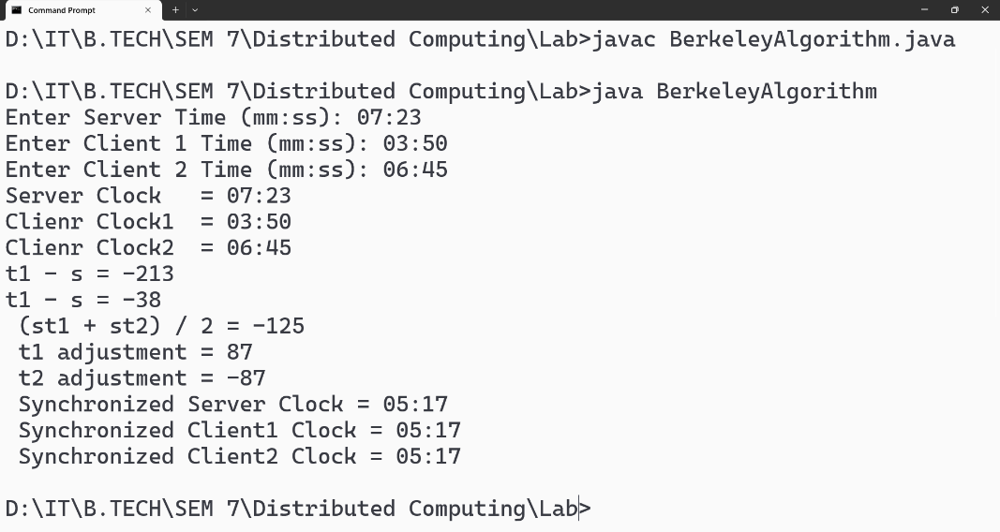 Command Prompt
D:\IT\B.TECH\SEM 7\Distributed Computing\Lab>javac BerkeleyAlgorithm.java
D:\IT\B.TECH\SEM 7\Distributed Computing\Lab>java BerkeleyAlgorithm
Enter Server Time (mm:ss): 07:23
Enter Client 1 Time (mm:ss): 03:50
Enter Client 2 Time (mm:ss): 06:45
Server Clock   = 07:23
Clienr Clock1  = 03:50
Clienr Clock2  = 06:45
t1 - s = -213
t1 - s = -38
 (st1 + st2) / 2 = -125
 t1 adjustment = 87
 t2 adjustment = -87
 Synchronized Server Clock = 05:17
 Synchronized Client1 Clock = 05:17
 Synchronized Client2 Clock = 05:17
D:\IT\B.TECH\SEM 7\Distributed Computing\Lab>